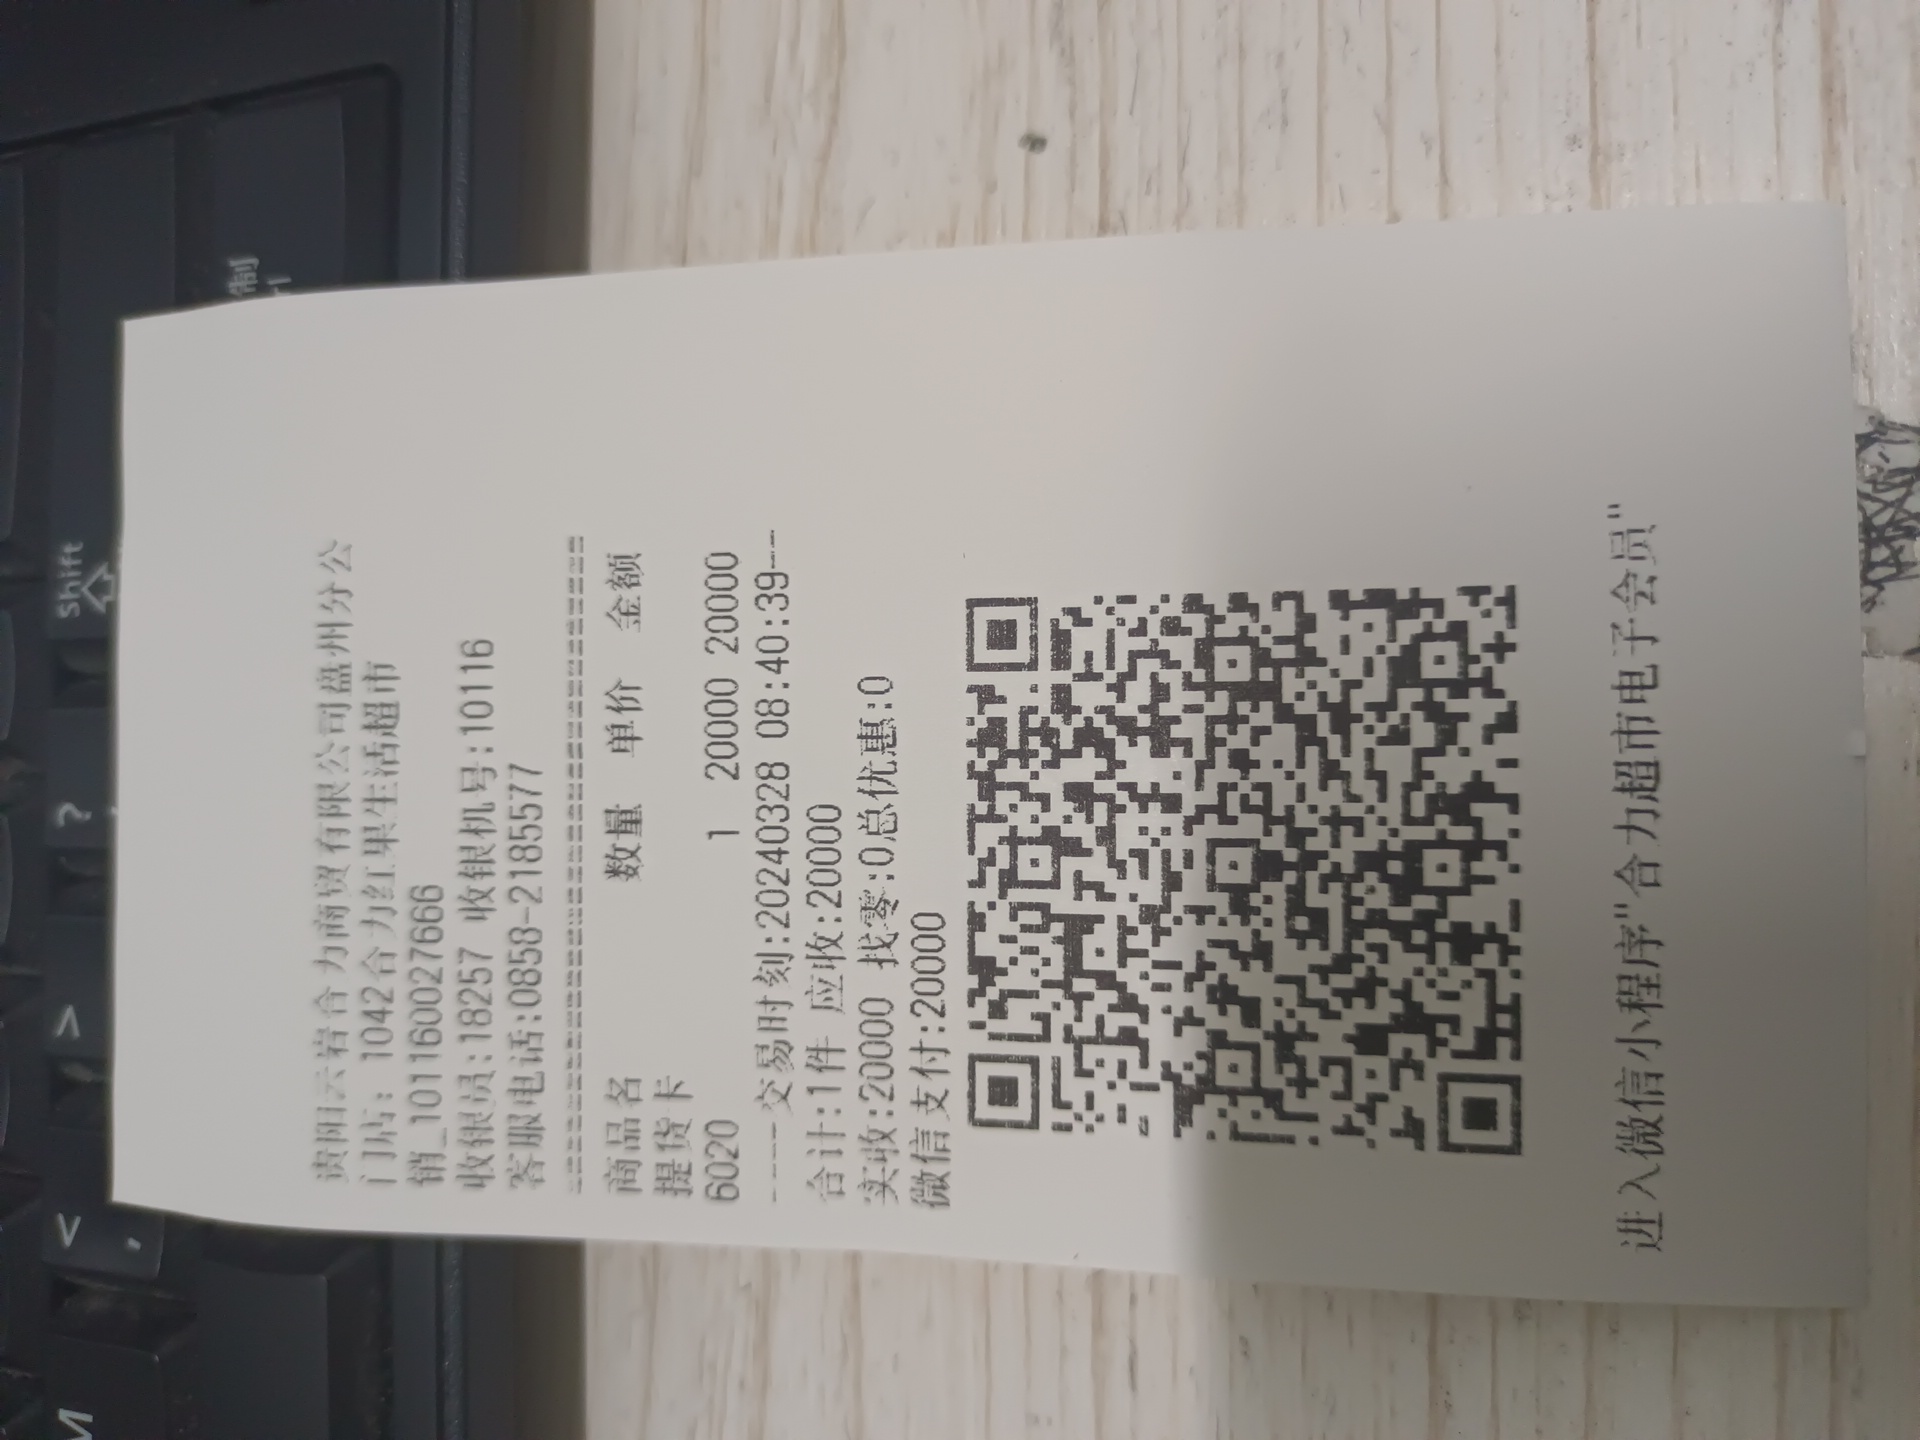 贵阳云岩合力商贸有限公司盘州分公
门店: 1042合力红果生活超市
销_1011600276​66
收银员:18257 收银机号:10116
客服电话:0858-2185577
================================
商品名 数量 单价 金额
提货卡
6020 1 20000 20000
----交易时刻:20240328 08:40:39--
合计:1件 应收:20000
实收:20000 找零:0总优惠:0
微信支付:20000
进入微信小程序"合力超市电子会员"
shift
?
>
<
,
M
制